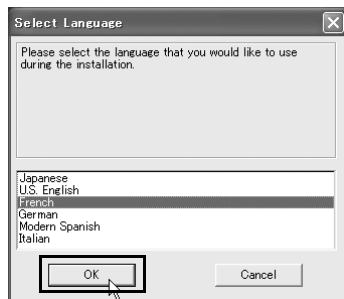 Select Language
Please select the language that you would like to use
during the installation.
Japanese
U.S. English
French
German
Modern Spanish
Italian
OK
Cancel